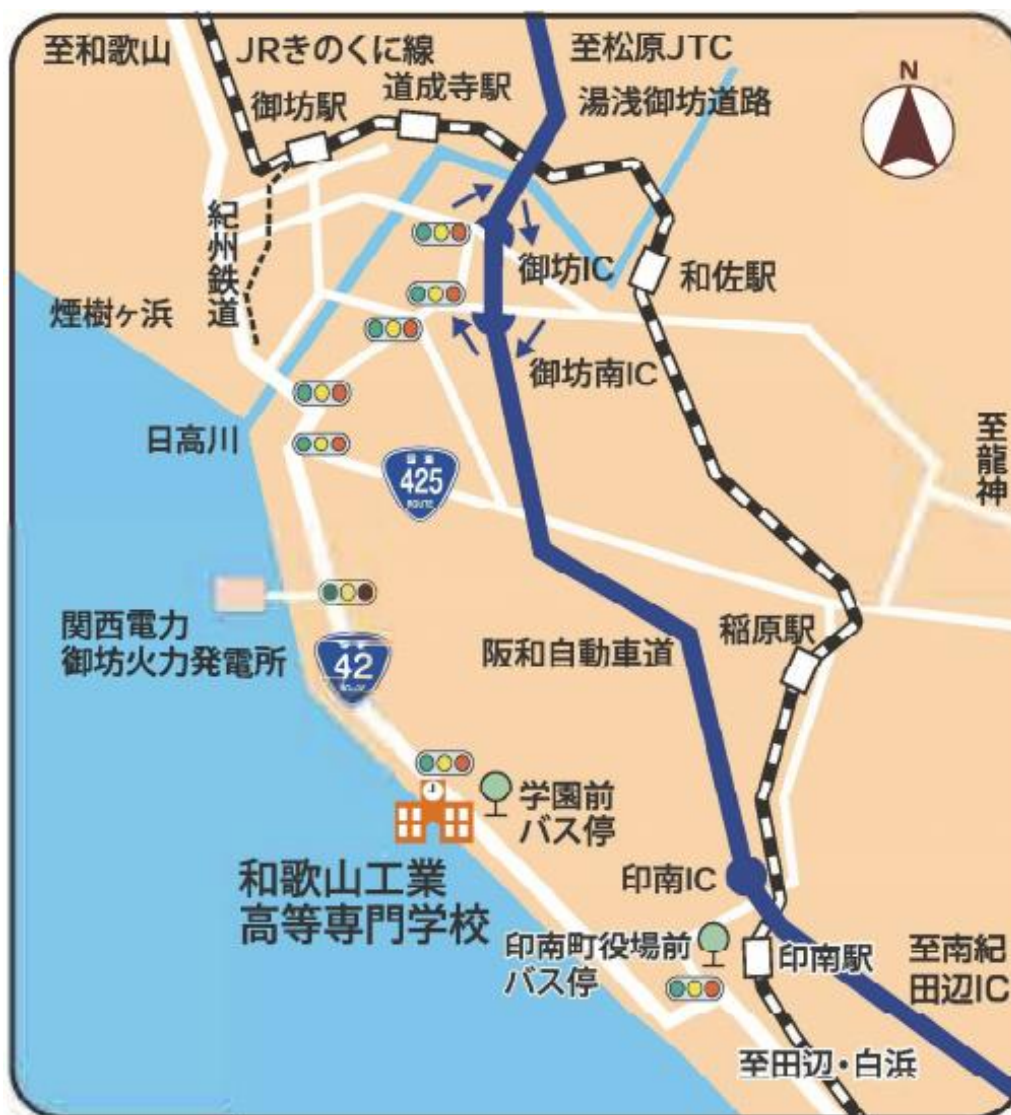 至和歌山
JRきのくに線
至松原JTC
N
道成寺駅
湯浅御坊道路
御坊駅
紀州鉄道
御坊IC
和佐駅
煙樹ヶ浜
御坊南IC
日高川
至龍神
425
ROUTE
関西電力
御坊火力発電所
42
稲原駅
阪和自動車道
学園前
バス停
和歌山工業
高等専門学校
印南IC
印南町役場前
バス停
印南駅
至南紀
田辺IC
至田辺・白浜